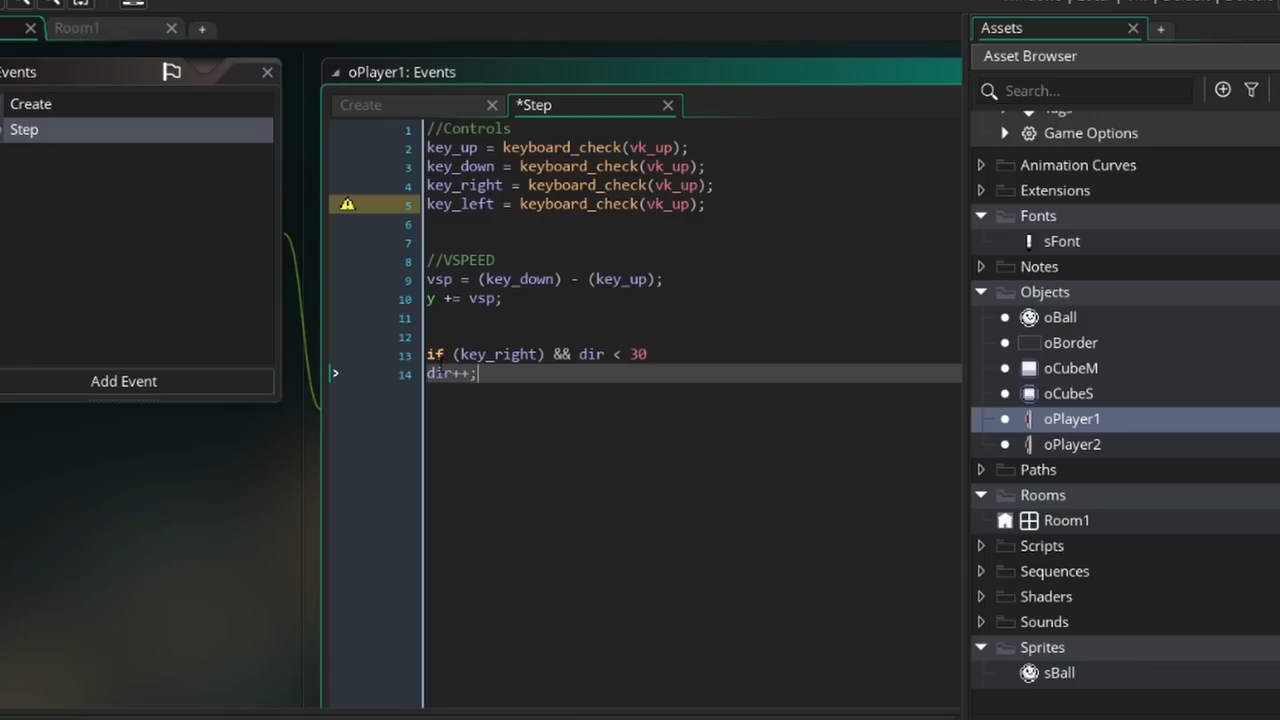 Room1
Events
Create
Step
Add Event
oPlayer1: Events
Create
*Step
1 //Controls
2 key_up = keyboard_check(vk_up);
3 key_down = keyboard_check(vk_up);
4 key_right = keyboard_check(vk_up);
5 key_left = keyboard_check(vk_up);
6
7
8 //VSPEED
9 vsp = (key_down) - (key_up);
10 y += vsp;
11
12
13 if (key_right) && dir < 30
14 dir++;
Assets
Asset Browser
Search...
Tags
Game Options
Animation Curves
Extensions
Fonts
sFont
Notes
Objects
oBall
oBorder
oCubeM
oCubeS
oPlayer1
oPlayer2
Paths
Rooms
Room1
Scripts
Sequences
Shaders
Sounds
Sprites
sBall